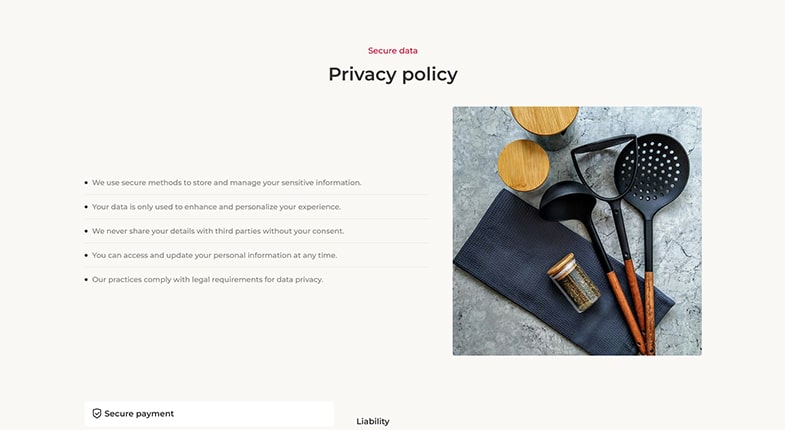 Secure data
Privacy policy
We use secure methods to store and manage your sensitive information.
Your data is only used to enhance and personalize your experience.
We never share your details with third parties without your consent.
You can access and update your personal information at any time.
Our practices comply with legal requirements for data privacy.
Secure payment
Liability